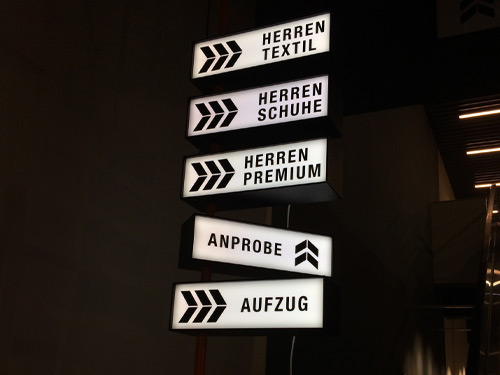 HERREN
TEXTIL
HERREN
SCHUHE
HERREN
PREMIUM
ANPROBE
AUFZUG